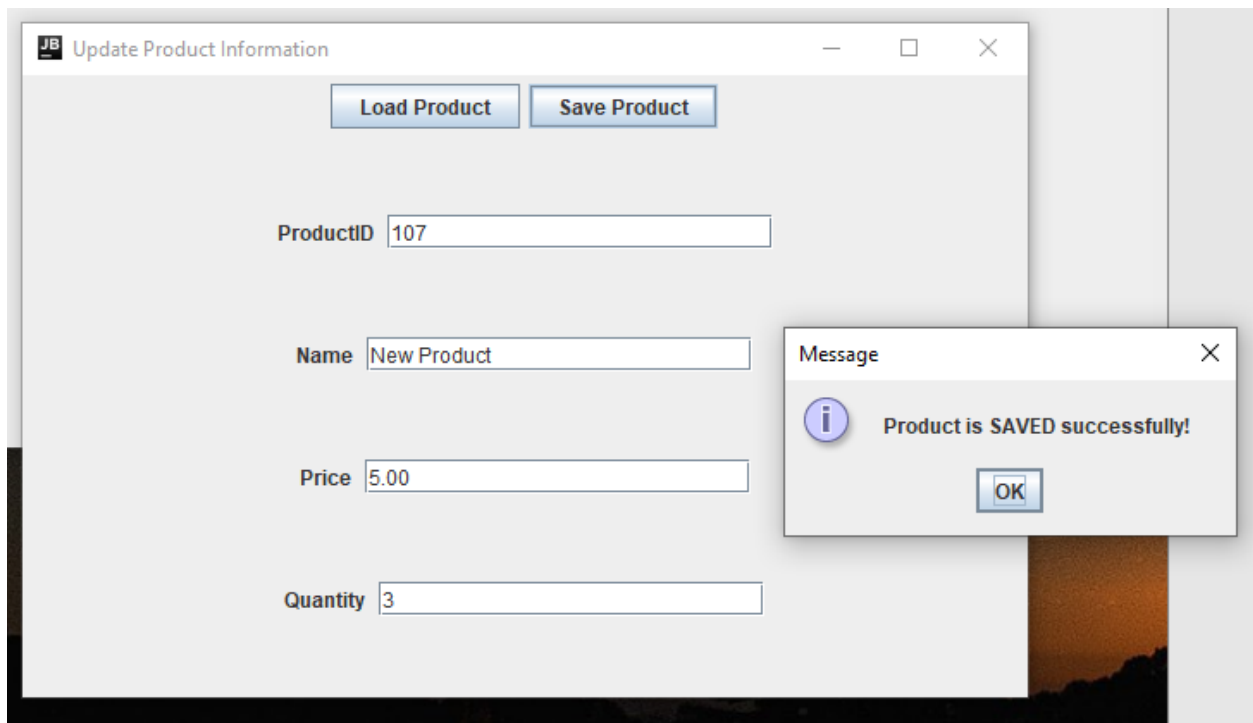 JB Update Product Information
Load Product Save Product
ProductID 107
Name New Product
Price 5.00
Quantity 3
Message
i Product is SAVED successfully!
OK